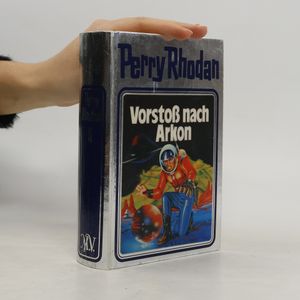 Perry Rhodan
Vorstoß nach
Arkon